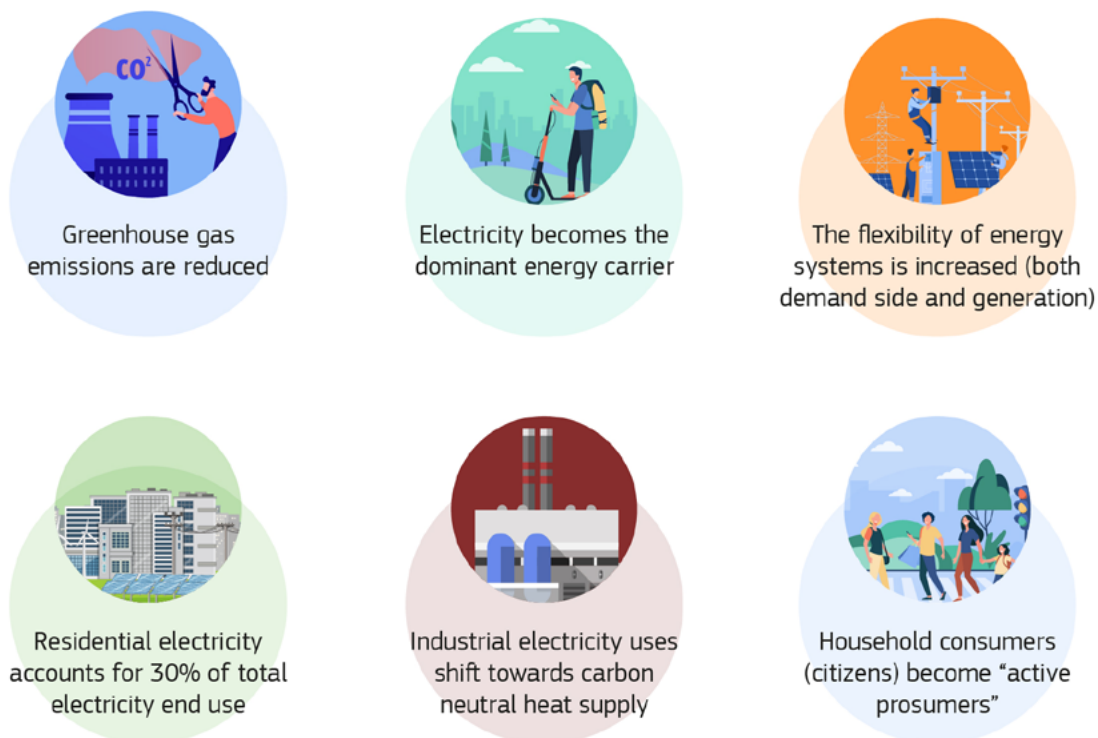 CO²
Greenhouse gas
emissions are reduced
Electricity becomes the
dominant energy carrier
The flexibility of energy
systems is increased (both
demand side and generation)
Residential electricity
accounts for 30% of total
electricity end use
Industrial electricity uses
shift towards carbon
neutral heat supply
Household consumers
(citizens) become “active
prosumers”